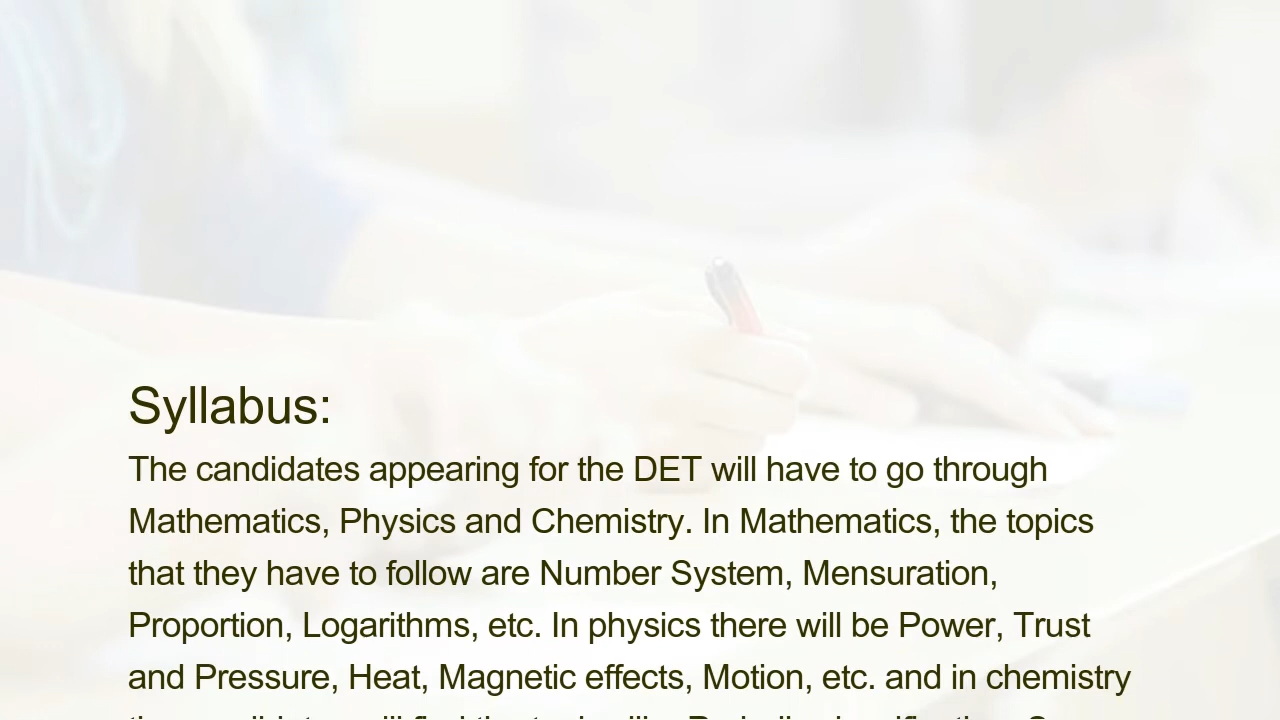 Syllabus:
The candidates appearing for the DET will have to go through
Mathematics, Physics and Chemistry. In Mathematics, the topics
that they have to follow are Number System, Mensuration,
Proportion, Logarithms, etc. In physics there will be Power, Trust
and Pressure, Heat, Magnetic effects, Motion, etc. and in chemistry